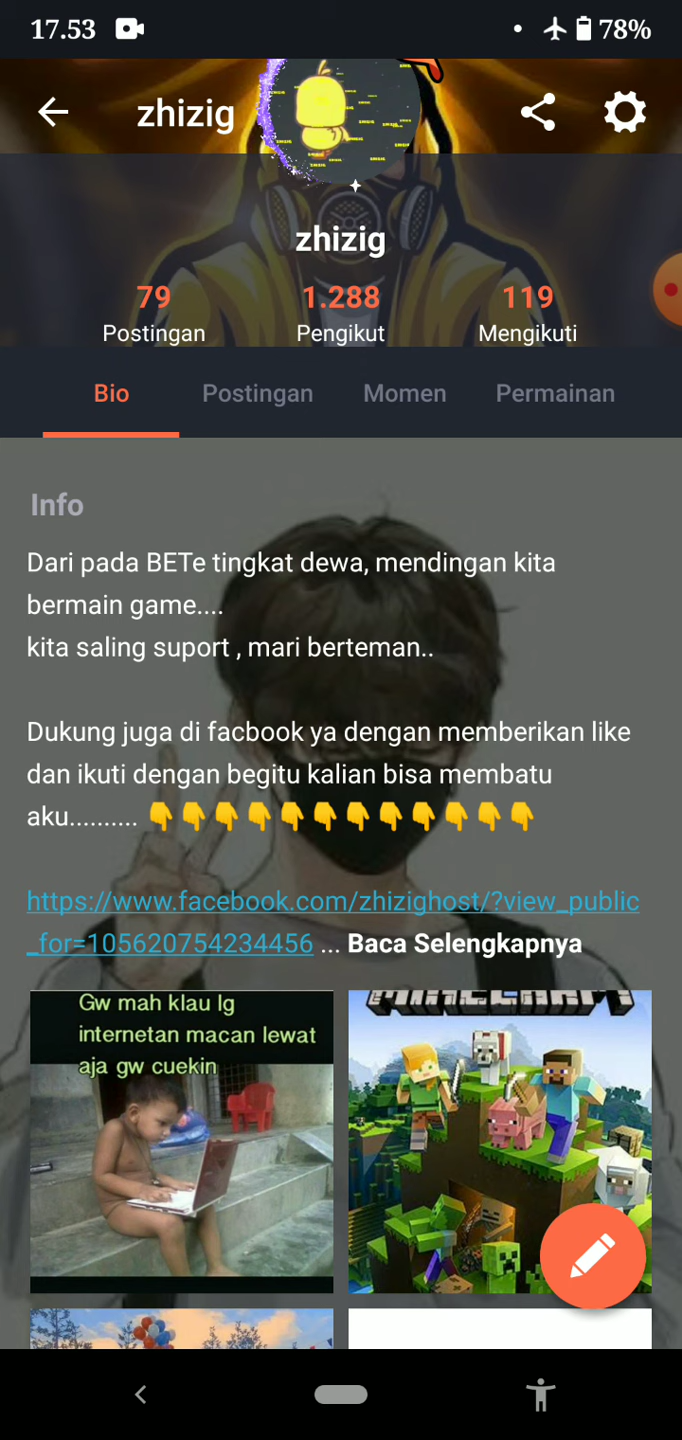 17.53
78%
zhizig
zhizig
79
1.288
119
Postingan
Pengikut
Mengikuti
Bio
Postingan
Momen
Permainan
Info
Dari pada BETe tingkat dewa, mendingan kita
bermain game....
kita saling suport , mari berteman..
Dukung juga di facbook ya dengan memberikan like
dan ikuti dengan begitu kalian bisa membatu
aku.......... 👇👇👇👇👇👇👇👇👇👇👇👇
https://www.facebook.com/zhizighost/?view_public
_for=105620754234456 ... Baca Selengkapnya
Gw mah klau lg
internetan macan lewat
aja gw cuekin
MINECRAFT